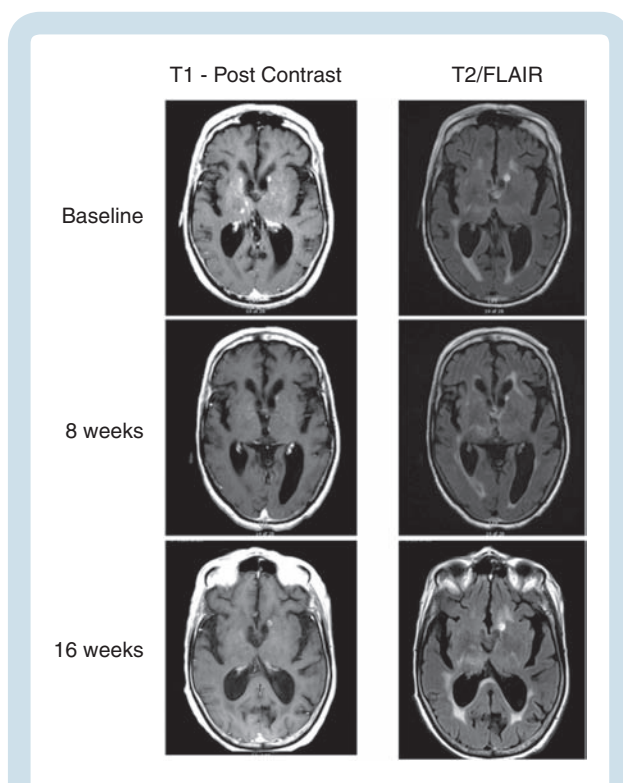 T1 - Post Contrast
T2/FLAIR
Baseline
8 weeks
16 weeks